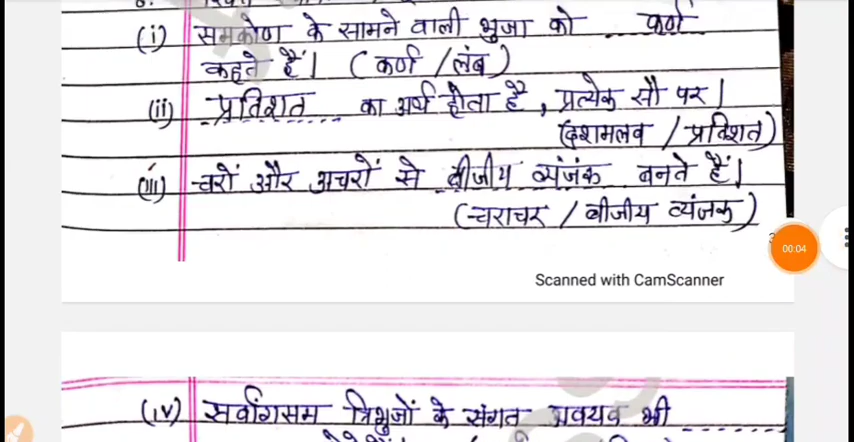 (i) समकोण के सामने वाली भुजा को ... कर्ण
कहते हैं। (कर्ण / लंब)
(ii) प्रतिशत ... का अर्थ होता है, प्रत्येक सौ पर।
(दशमलव / प्रतिशत)
(iii) चरों और अचरों से बीजीय व्यंजंक बनते हैं।
(चराचर / बीजीय व्यंजक)
00:04
Scanned with CamScanner
(iv) सर्वांगसम त्रिभुजों के संगत अवयव भी ........